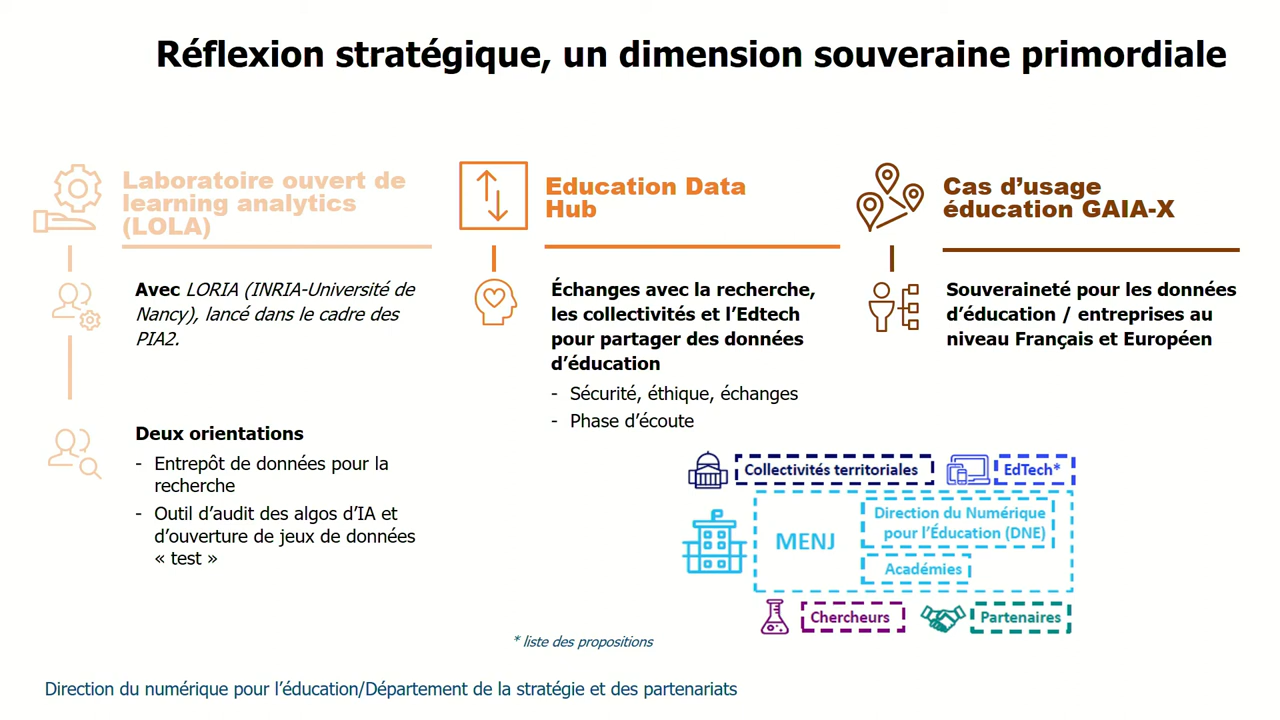 Réflexion stratégique, un dimension souveraine primordiale
Laboratoire ouvert de
learning analytics
(LOLA)
Avec LORIA (INRIA-Université de
Nancy), lancé dans le cadre des
PIA2.
Deux orientations
- Entrepôt de données pour la
recherche
- Outil d’audit des algos d’IA et
d’ouverture de jeux de données
« test »
Education Data
Hub
Échanges avec la recherche,
les collectivités et l’Edtech
pour partager des données
d’éducation
- Sécurité, éthique, échanges
- Phase d’écoute
Cas d’usage
éducation GAIA-X
Souveraineté pour les données
d’éducation / entreprises au
niveau Français et Européen
Collectivités territoriales
EdTech*
MENJ
Direction du Numérique
pour l’Éducation (DNE)
Académies
Chercheurs
Partenaires
* liste des propositions
Direction du numérique pour l’éducation/Département de la stratégie et des partenariats